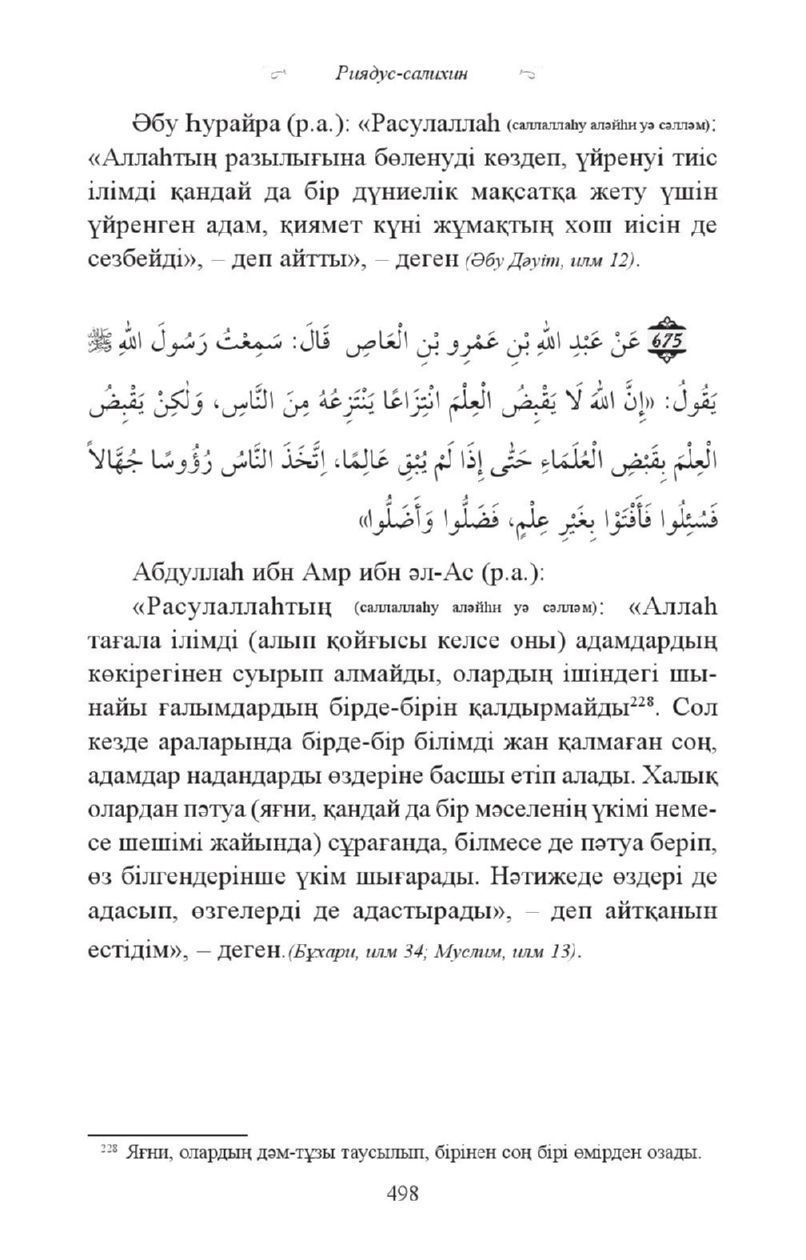 Риядус-салихин
Әбу Һурайра (р.а.): «Расулаллаһ (саллаллаһу аләйһи уә сәлләм):
«Аллаһтың разылығына бөленуді көздеп, үйренуі тиіс
ілімді қандай да бір дүниелік мақсатқа жету үшін
үйренген адам, қиямет күні жұмақтың хош иісін де
сезбейді», – деп айтты», – деген (Әбу Дәуіт, илм 12).
675 عَنْ عَبْدِ اللهِ بْنِ عَمْرِو بْنِ الْعَاصِ قَالَ: سَمِعْتُ رَسُولَ اللهِ ﷺ
يَقُولُ: «إِنَّ اللهَ لَا يَقْبِضُ الْعِلْمَ انْتِزَاعًا يَنْتَزِعُهُ مِنَ النَّاسِ، وَلٰكِنْ يَقْبِضُ
الْعِلْمَ بِقَبْضِ الْعُلَمَاءِ حَتَّى إِذَا لَمْ يُبْقِ عَالِمًا، اِتَّخَذَ النَّاسُ رُؤُوسًا جُهَّالاً
فَسُئِلُوا فَأَفْتَوْا بِغَيْرِ عِلْمٍ، فَضَلُّوا وَأَضَلُّوا»
Абдуллаһ ибн Амр ибн әл-Ас (р.а.):
«Расулаллаһтың (саллаллаһу аләйһи уә сәлләм): «Аллаһ
тағала ілімді (алып қойғысы келсе оны) адамдардың
көкірегінен суырып алмайды, олардың ішіндегі шы-
найы ғалымдардың бірде-бірін қалдырмайды²²⁸. Сол
кезде араларында бірде-бір білімді жан қалмаған соң,
адамдар надандарды өздеріне басшы етіп алады. Халық
олардан пәтуа (яғни, қандай да бір мәселенің үкімі неме-
се шешімі жайында) сұрағанда, білмесе де пәтуа беріп,
өз білгендерінше үкім шығарады. Нәтижеде өздері де
адасып, өзгелерді де адастырады», – деп айтқанын
естідім», – деген. (Бұхари, илм 34; Муслим, илм 13).
²²⁸ Яғни, олардың дәм-тұзы таусылып, бірінен соң бірі өмірден озады.
498